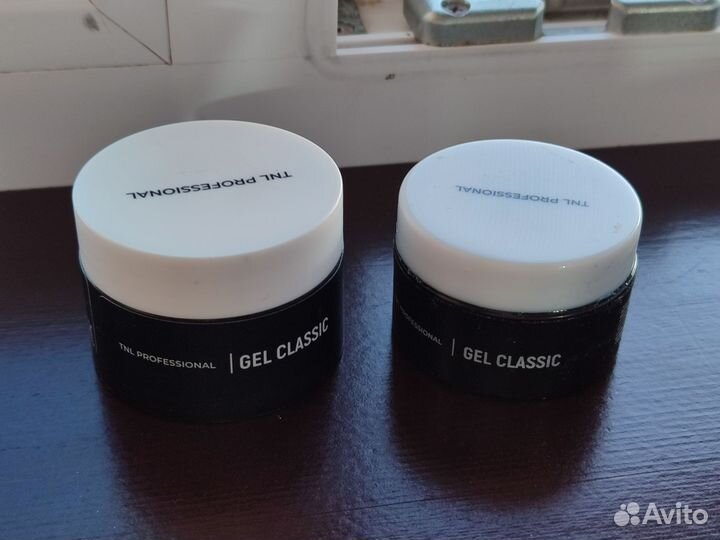 TNL PROFESSIONAL
TNL PROFESSIONAL
TNL PROFESSIONAL | GEL CLASSIC
PROFESSIONAL | GEL CLASSIC
Avito